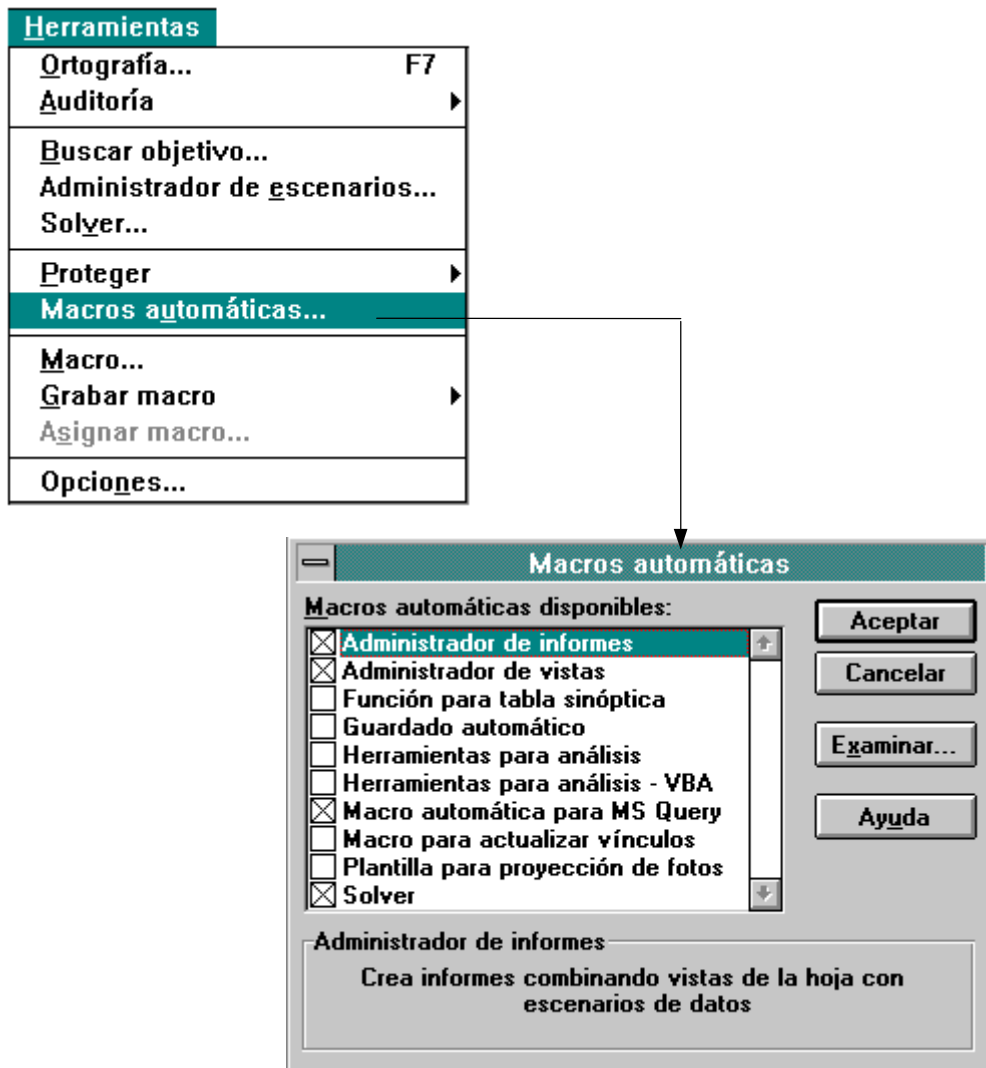 Herramientas
Ortografía... F7
Auditoría
Buscar objetivo...
Administrador de escenarios...
Solver...
Proteger
Macros automáticas...
Macro...
Grabar macro
Asignar macro...
Opciones...
Macros automáticas
Macros automáticas disponibles:
Administrador de informes
Administrador de vistas
Función para tabla sinóptica
Guardado automático
Herramientas para análisis
Herramientas para análisis - VBA
Macro automática para MS Query
Macro para actualizar vínculos
Plantilla para proyección de fotos
Solver
Aceptar
Cancelar
Examinar...
Ayuda
Administrador de informes
Crea informes combinando vistas de la hoja con
escenarios de datos